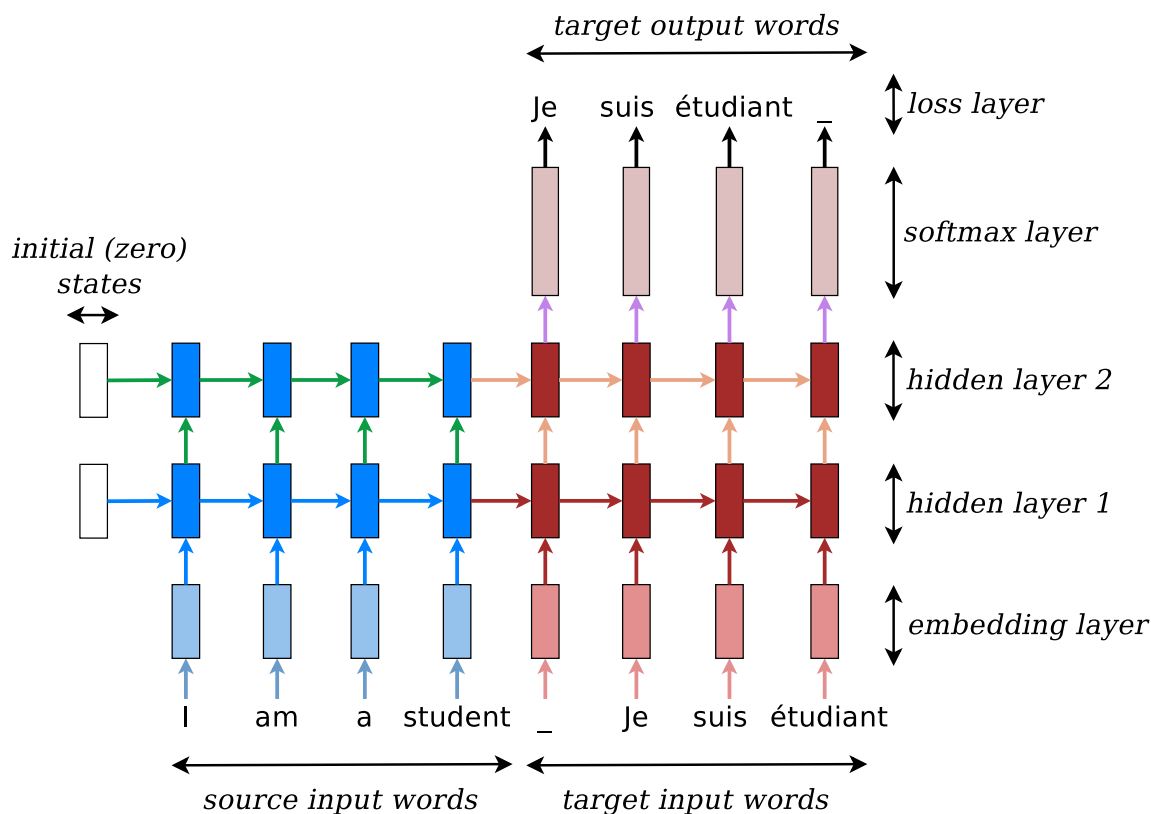 target output words
Je suis étudiant _
loss layer
softmax layer
initial (zero)
states
hidden layer 2
hidden layer 1
embedding layer
I am a student _ Je suis étudiant
source input words
target input words